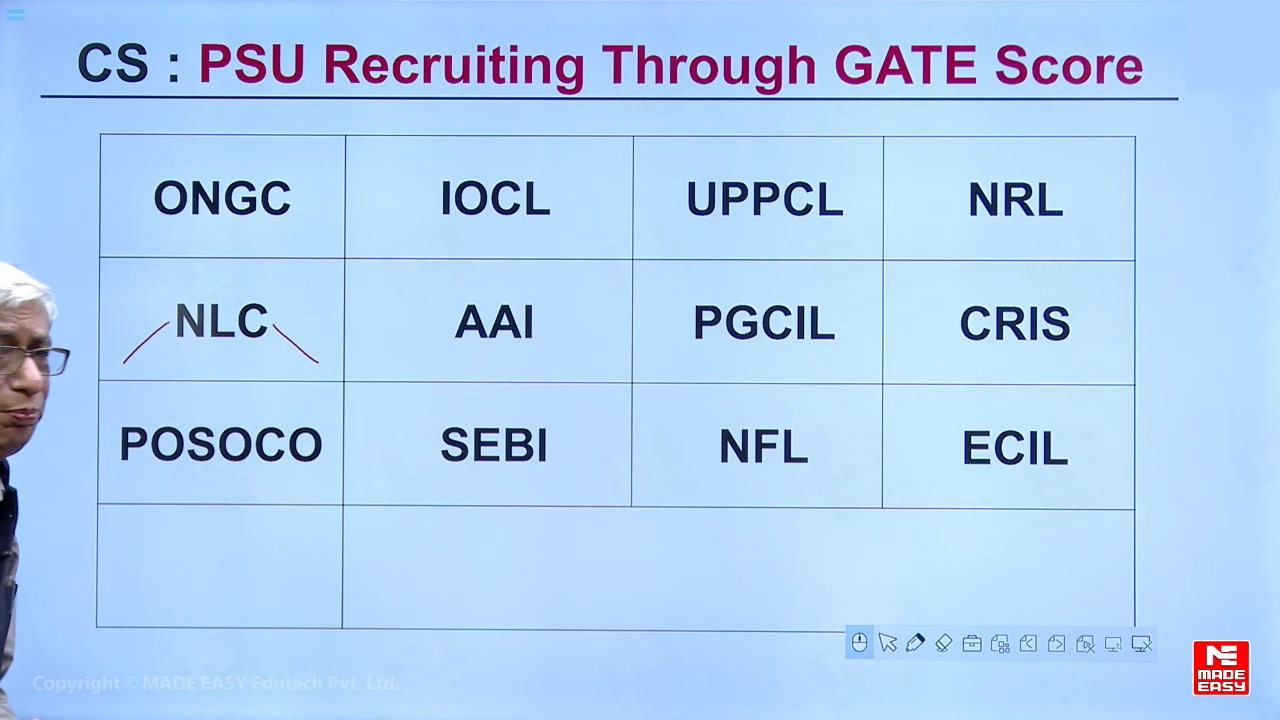 CS : PSU Recruiting Through GATE Score
ONGC IOCL UPPCL NRL
NLC AAI PGCIL CRIS
POSOCO SEBI NFL ECIL
Copyright © MADE EASY Edutech Pvt. Ltd.
ME
MADE
EASY